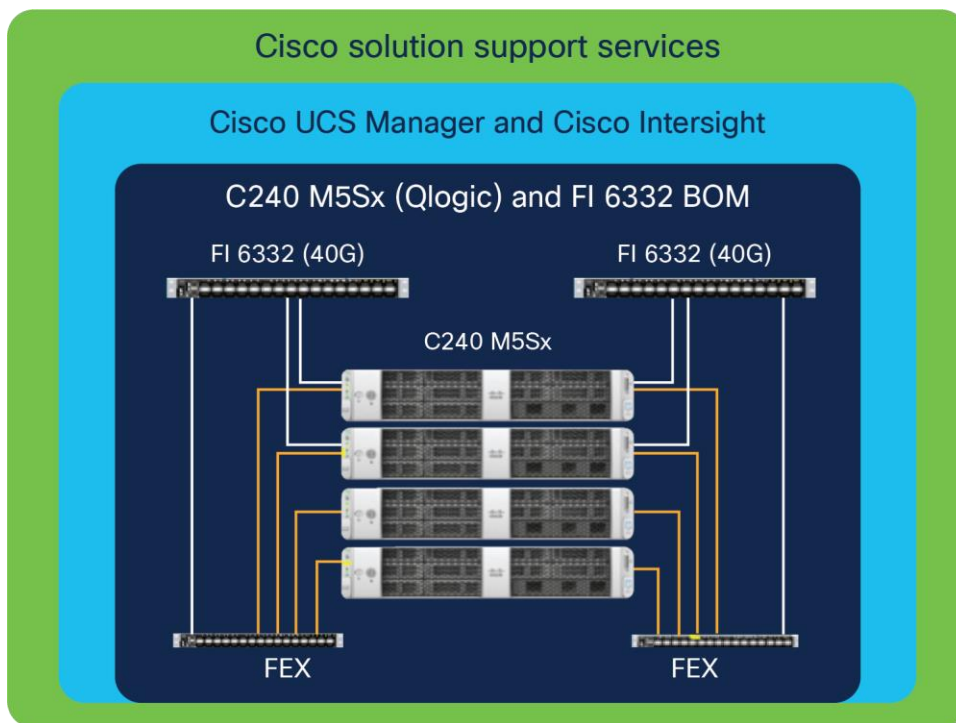 Cisco solution support services
Cisco UCS Manager and Cisco Intersight
C240 M5Sx (Qlogic) and FI 6332 BOM
FI 6332 (40G)
FI 6332 (40G)
C240 M5Sx
FEX
FEX